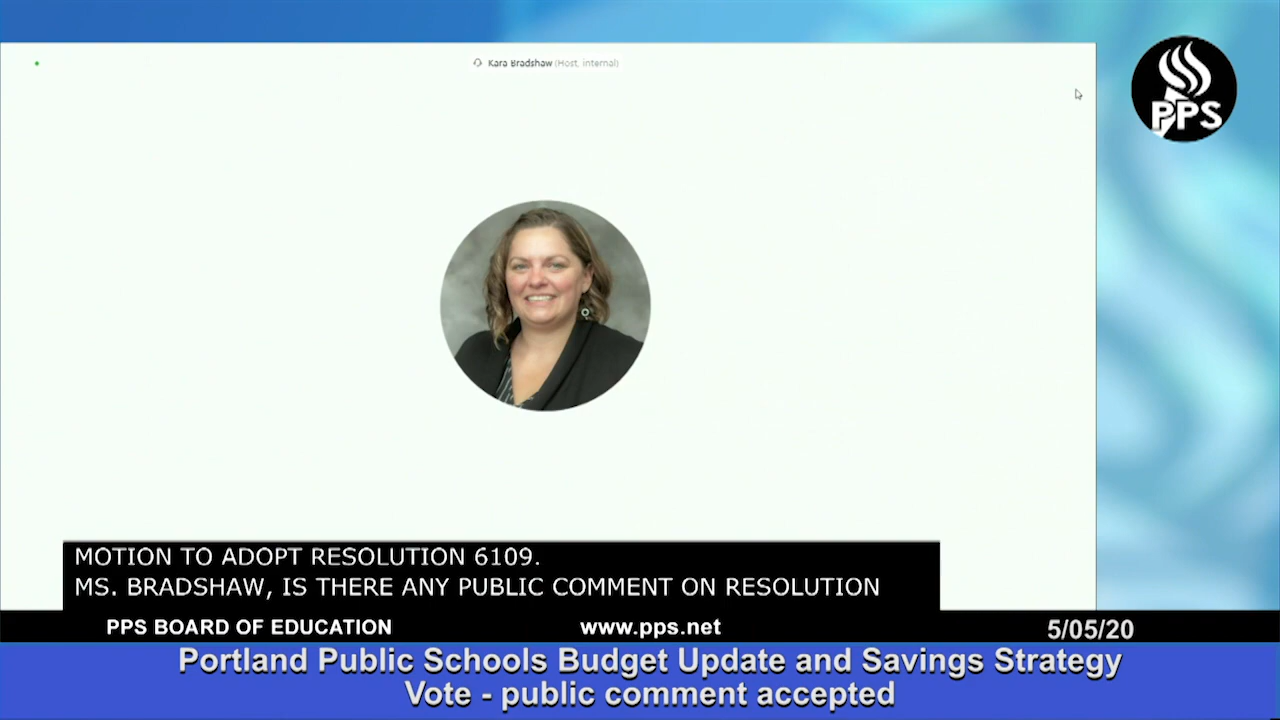 Kara Bradshaw (Host, internal)
PPS
MOTION TO ADOPT RESOLUTION 6109.
MS. BRADSHAW, IS THERE ANY PUBLIC COMMENT ON RESOLUTION
PPS BOARD OF EDUCATION www.pps.net 5/05/20
Portland Public Schools Budget Update and Savings Strategy
Vote - public comment accepted